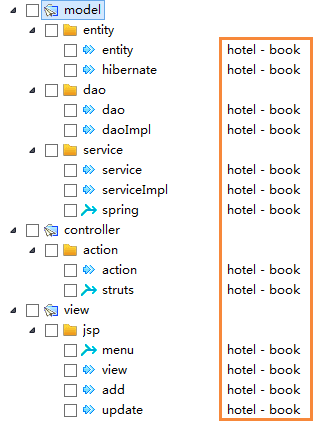 model
entity
entity hotel - book
hibernate hotel - book
dao
dao hotel - book
daoImpl hotel - book
service
service hotel - book
serviceImpl hotel - book
spring hotel - book
controller
action
action hotel - book
struts hotel - book
view
jsp
menu hotel - book
view hotel - book
add hotel - book
update hotel - book